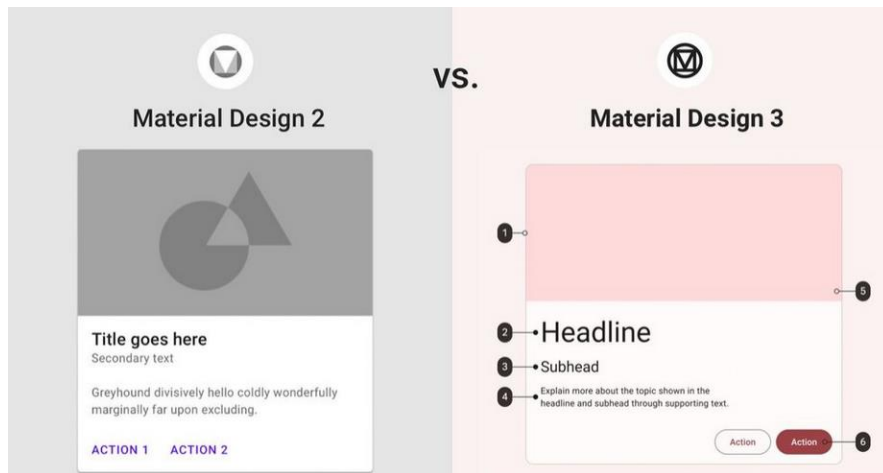 Material Design 2
VS.
Material Design 3
Title goes here
Secondary text
Greyhound divisively hello coldly wonderfully
marginally far upon excluding.
ACTION 1 ACTION 2
1
5
2 Headline
3 Subhead
4 Explain more about the topic shown in the
headline and subhead through supporting text.
Action Action 6